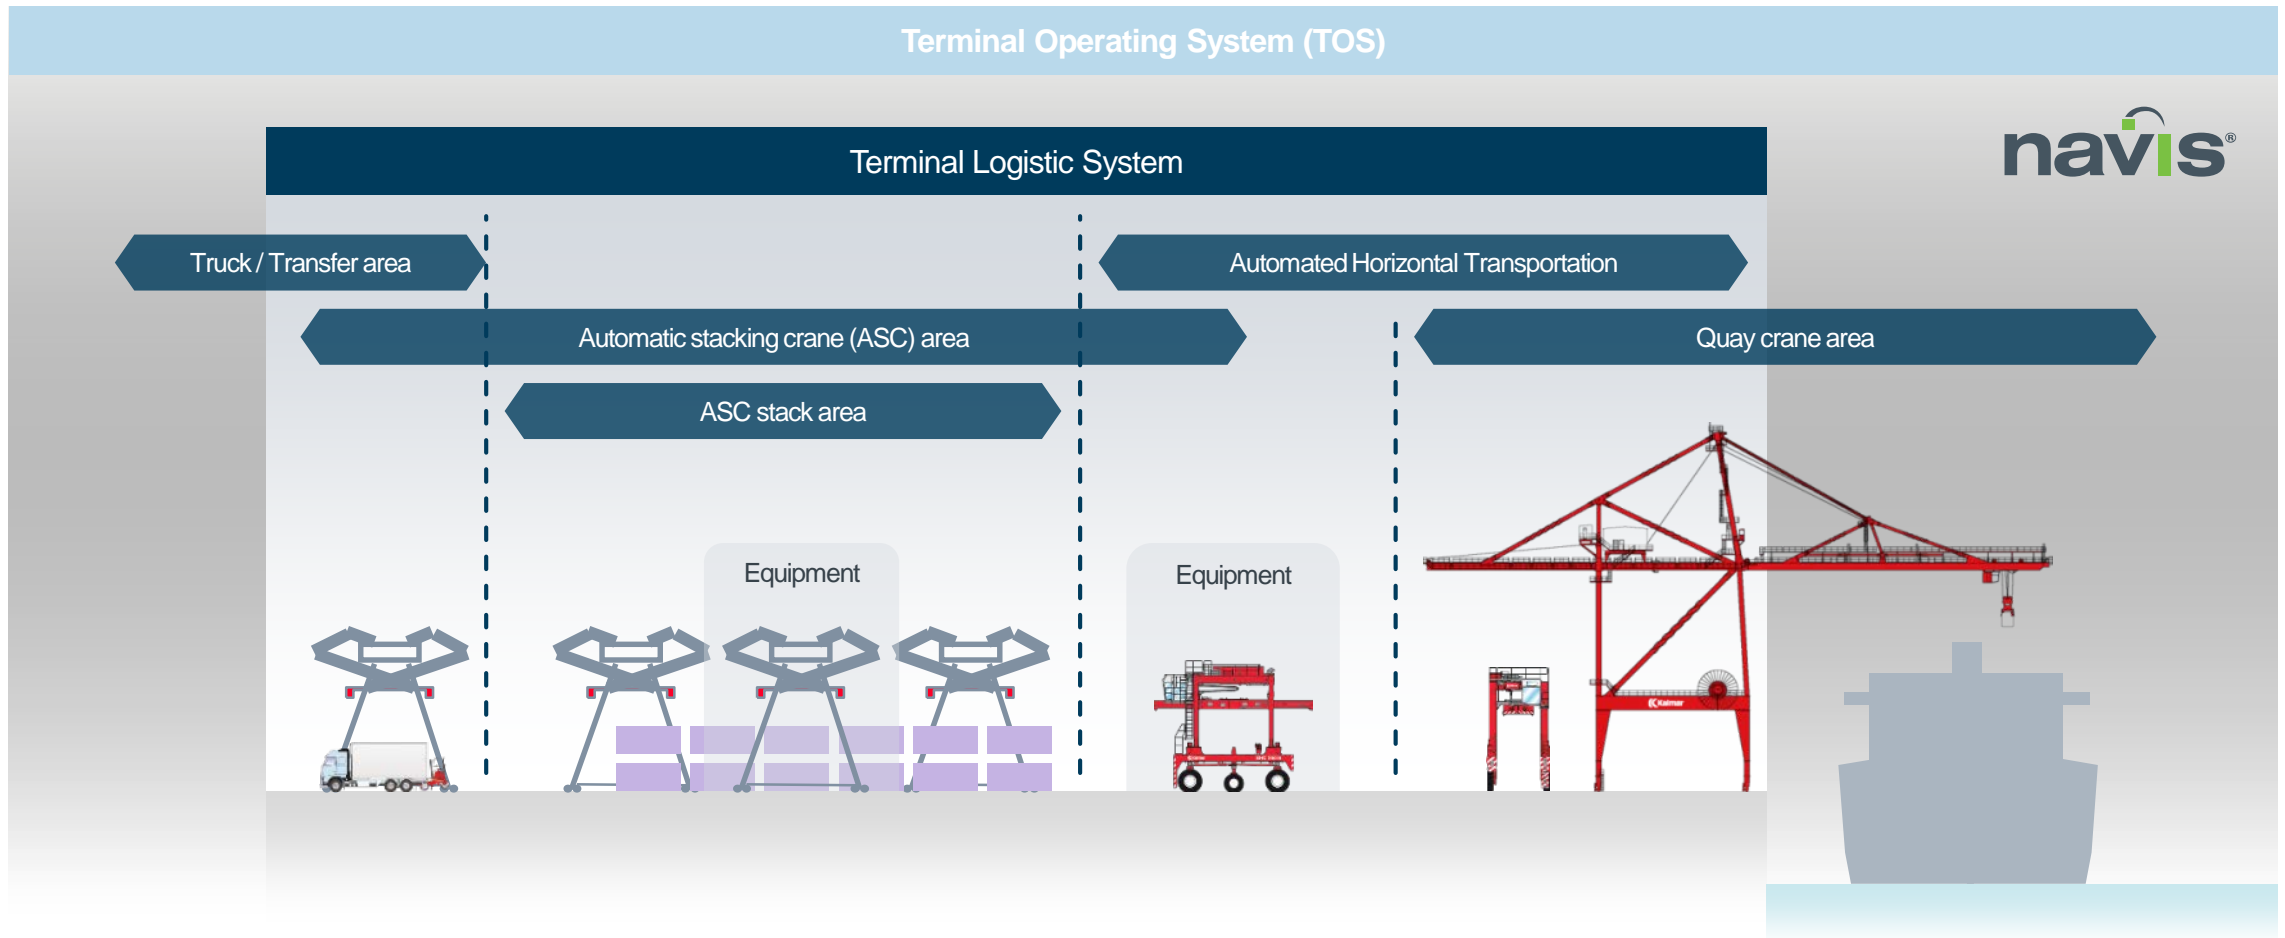 Terminal Operating System (TOS)
navis®
Terminal Logistic System
Truck / Transfer area
Automated Horizontal Transportation
Automatic stacking crane (ASC) area
Quay crane area
ASC stack area
Equipment
Equipment
Kalmar